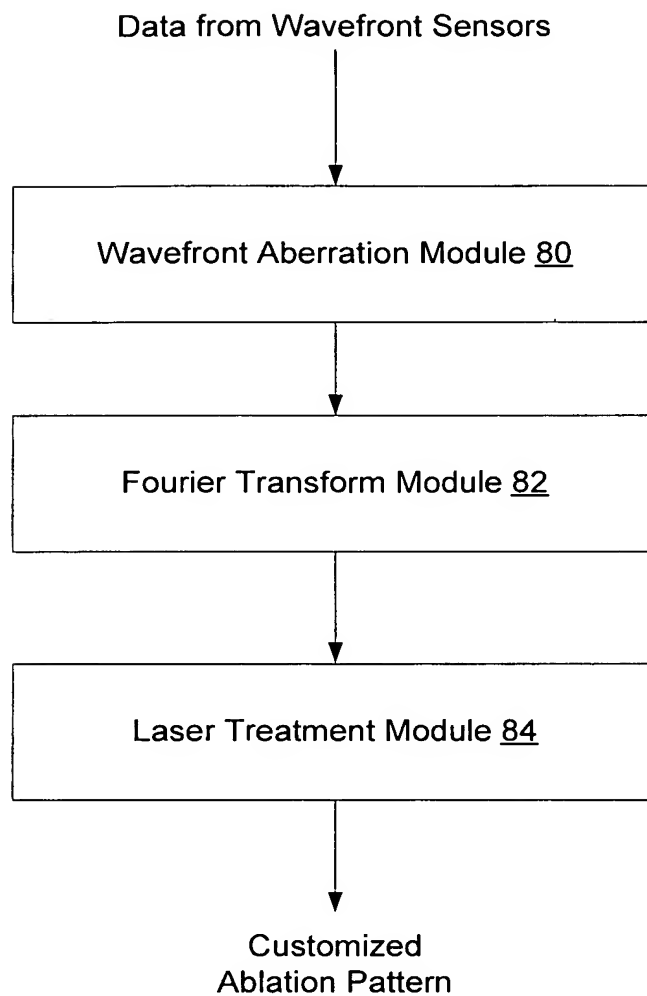 Data from Wavefront Sensors
Wavefront Aberration Module 80
Fourier Transform Module 82
Laser Treatment Module 84
Customized
Ablation Pattern